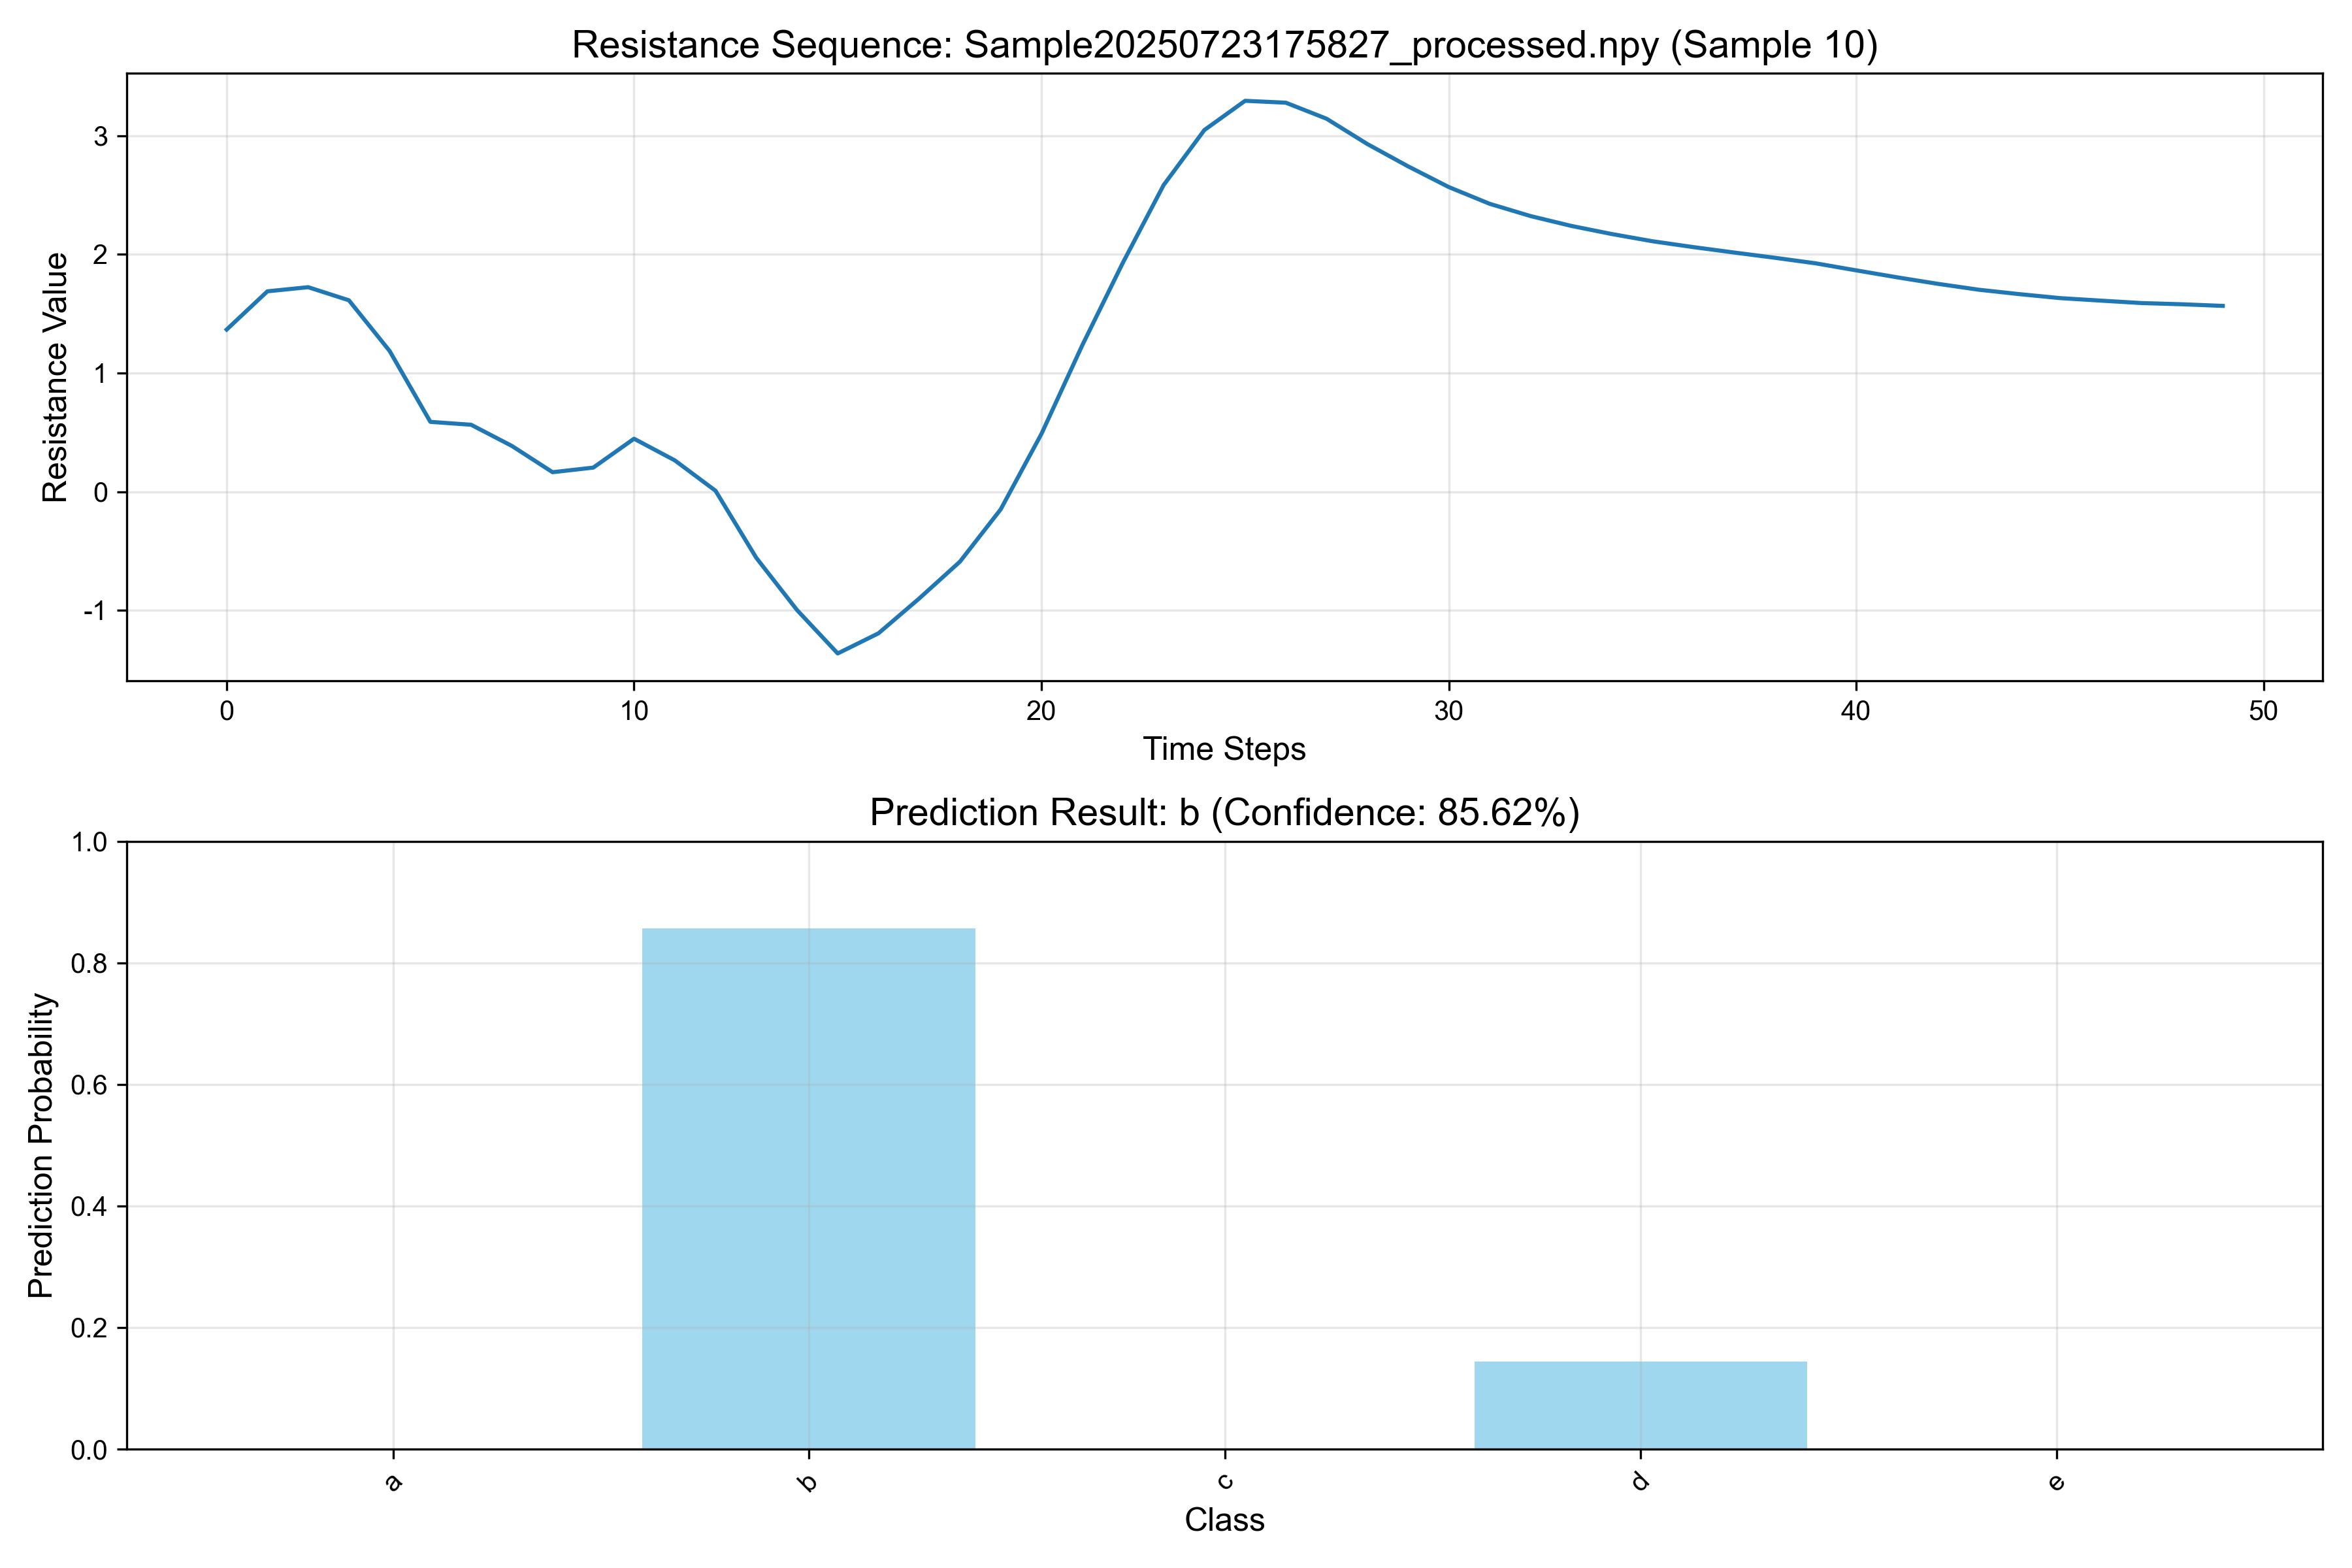 Resistance Sequence: Sample20250723175827_processed.npy (Sample 10)
Resistance Value
3
2
1
0
-1
0 10 20 30 40 50
Time Steps
Prediction Result: b (Confidence: 85.62%)
Prediction Probability
1.0
0.8
0.6
0.4
0.2
0.0
a b c d e
Class